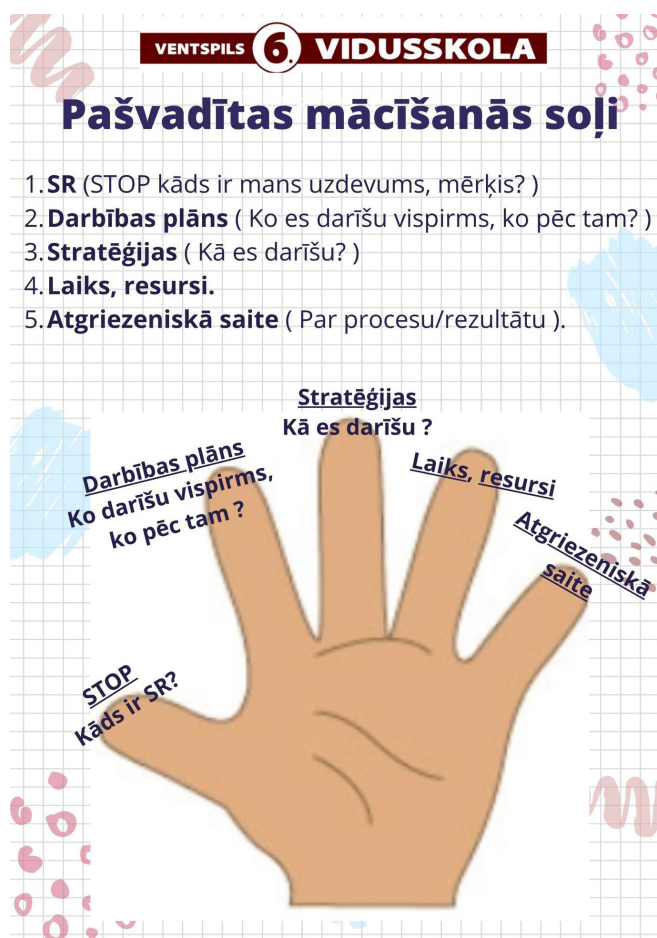 VENTSPILS 6. VIDUSSKOLA
Pašvadītas mācīšanās soļi
1. SR (STOP kāds ir mans uzdevums, mērķis? )
2. Darbības plāns ( Ko es darīšu vispirms, ko pēc tam? )
3. Stratēģijas ( Kā es darīšu? )
4. Laiks, resursi.
5. Atgriezeniskā saite ( Par procesu/rezultātu ).
Stratēģijas
Kā es darīšu ?
Darbības plāns
Ko darīšu vispirms,
ko pēc tam ?
Laiks, resursi
Atgriezeniskā
saite
STOP
Kāds ir SR?